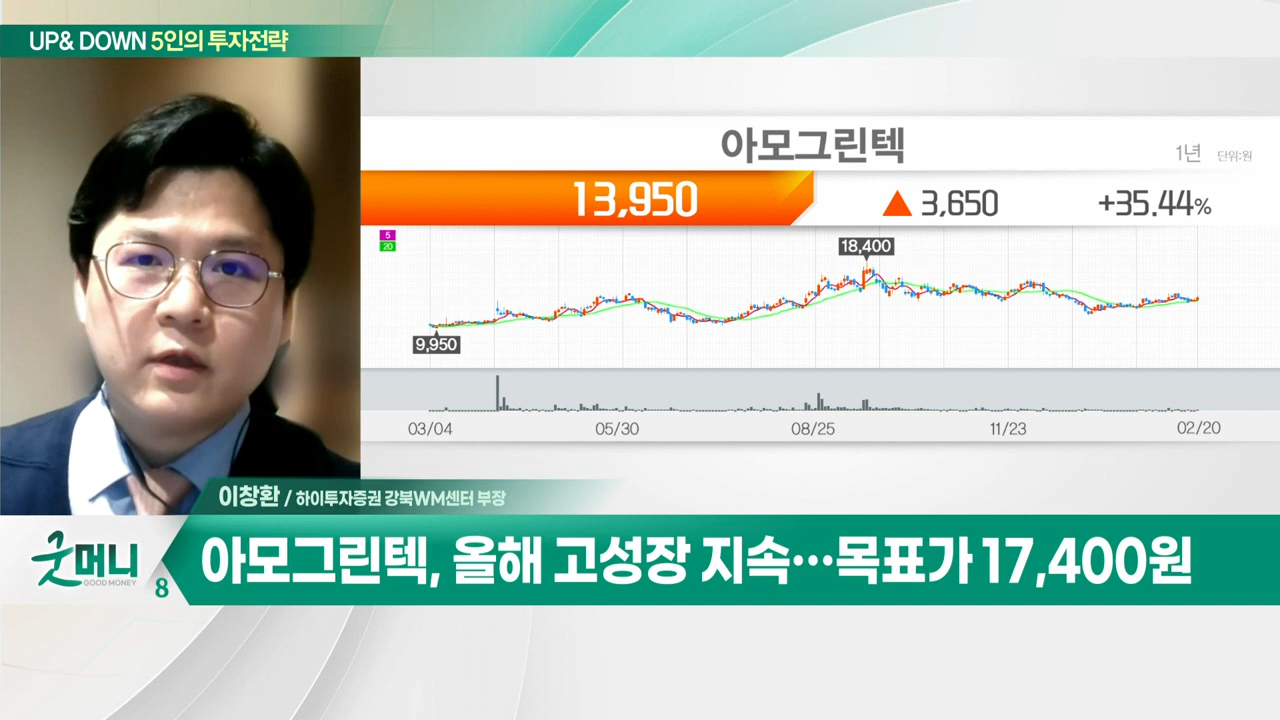 UP& DOWN 5인의 투자전략
아모그린텍
1년 단위:원
13,950 ▲ 3,650 +35.44%
5
20
18,400
9,950
03/04 05/30 08/25 11/23 02/20
이창환 / 하이투자증권 강북WM센터 부장
굿머니
GOOD MONEY
8
아모그린텍, 올해 고성장 지속…목표가 17,400원